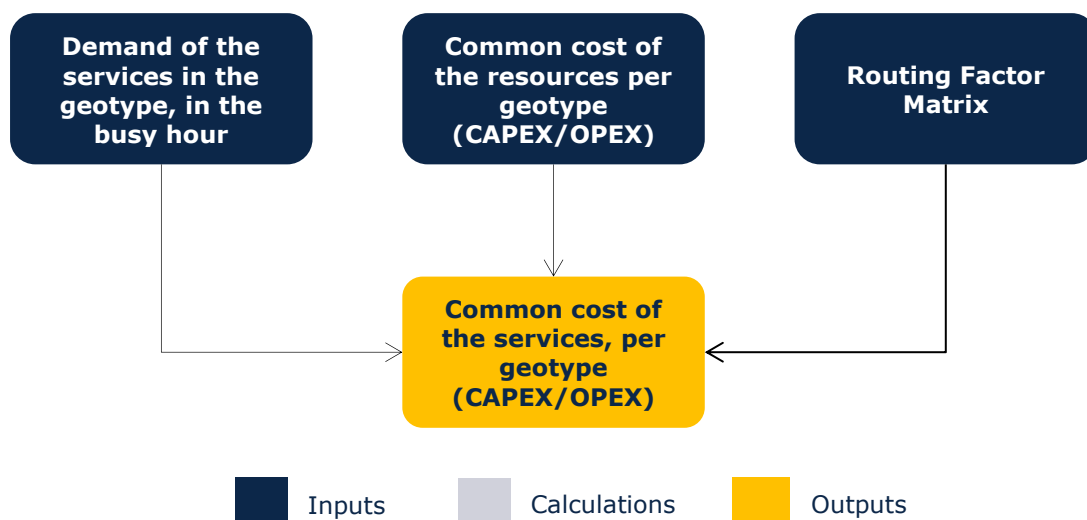 Demand of the
services in the
geotype, in the
busy hour
Common cost of
the resources per
geotype
(CAPEX/OPEX)
Routing Factor
Matrix
Common cost of
the services, per
geotype
(CAPEX/OPEX)
Inputs
Calculations
Outputs